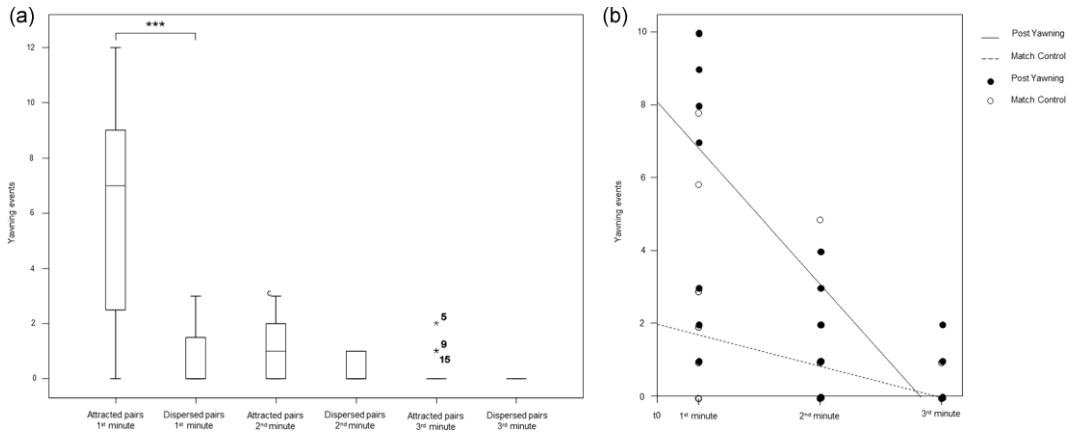 (a)
***
12
10
8
6
4
2
0
Yawning events
c
5
9
15
Attracted pairs
1st minute
Dispersed pairs
1st minute
Attracted pairs
2nd minute
Dispersed pairs
2nd minute
Attracted pairs
3rd minute
Dispersed pairs
3rd minute
(b)
10
8
6
4
2
0
Yawning events
t0
1st minute
2nd minute
3rd minute
Post Yawning
Match Control
Post Yawning
Match Control